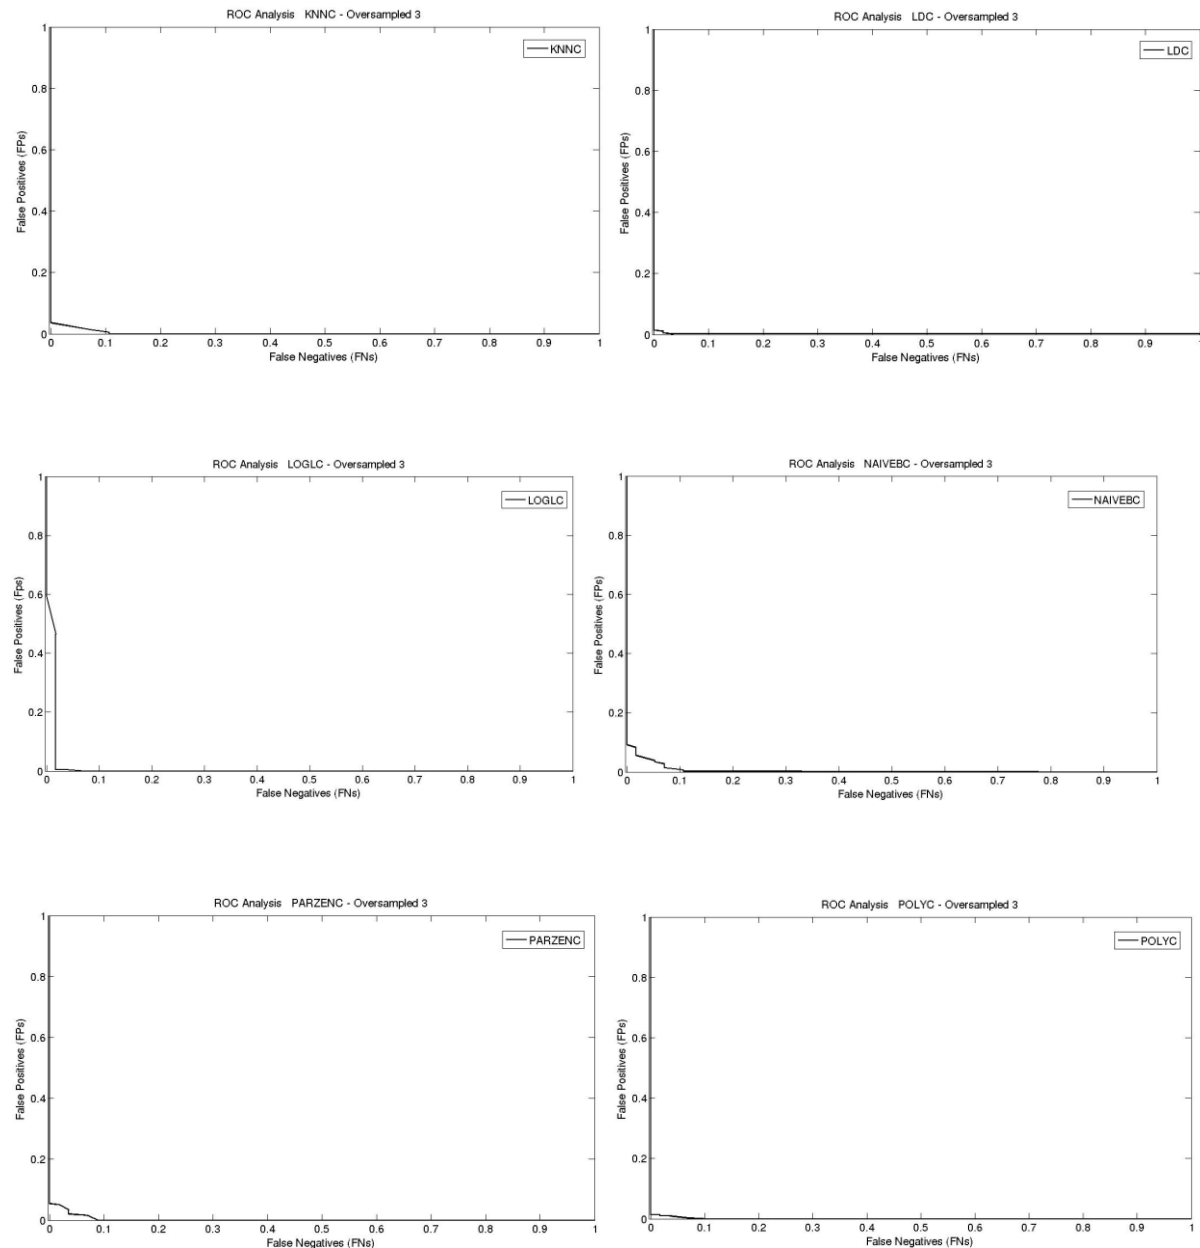 ROC Analysis KNNC - Oversampled 3
KNNC
False Positives (FPs)
1
0.8
0.6
0.4
0.2
0
0 0.1 0.2 0.3 0.4 0.5 0.6 0.7 0.8 0.9 1
False Negatives (FNs)
ROC Analysis LDC - Oversampled 3
LDC
False Positives (FPs)
1
0.8
0.6
0.4
0.2
0
0 0.1 0.2 0.3 0.4 0.5 0.6 0.7 0.8 0.9 1
False Negatives (FNs)
ROC Analysis LOGLC - Oversampled 3
LOGLC
False Positives (Fps)
1
0.8
0.6
0.4
0.2
0
0 0.1 0.2 0.3 0.4 0.5 0.6 0.7 0.8 0.9 1
False Negatives (FNs)
ROC Analysis NAIVEBC - Oversampled 3
NAIVEBC
False Positives (FPs)
1
0.8
0.6
0.4
0.2
0
0 0.1 0.2 0.3 0.4 0.5 0.6 0.7 0.8 0.9 1
False Negatives (FNs)
ROC Analysis PARZENC - Oversampled 3
PARZENC
False Positives (FPs)
1
0.8
0.6
0.4
0.2
0
0 0.1 0.2 0.3 0.4 0.5 0.6 0.7 0.8 0.9 1
False Negatives (FNs)
ROC Analysis POLYC - Oversampled 3
POLYC
False Positives (FPs)
1
0.8
0.6
0.4
0.2
0
0 0.1 0.2 0.3 0.4 0.5 0.6 0.7 0.8 0.9 1
False Negatives (FNs)